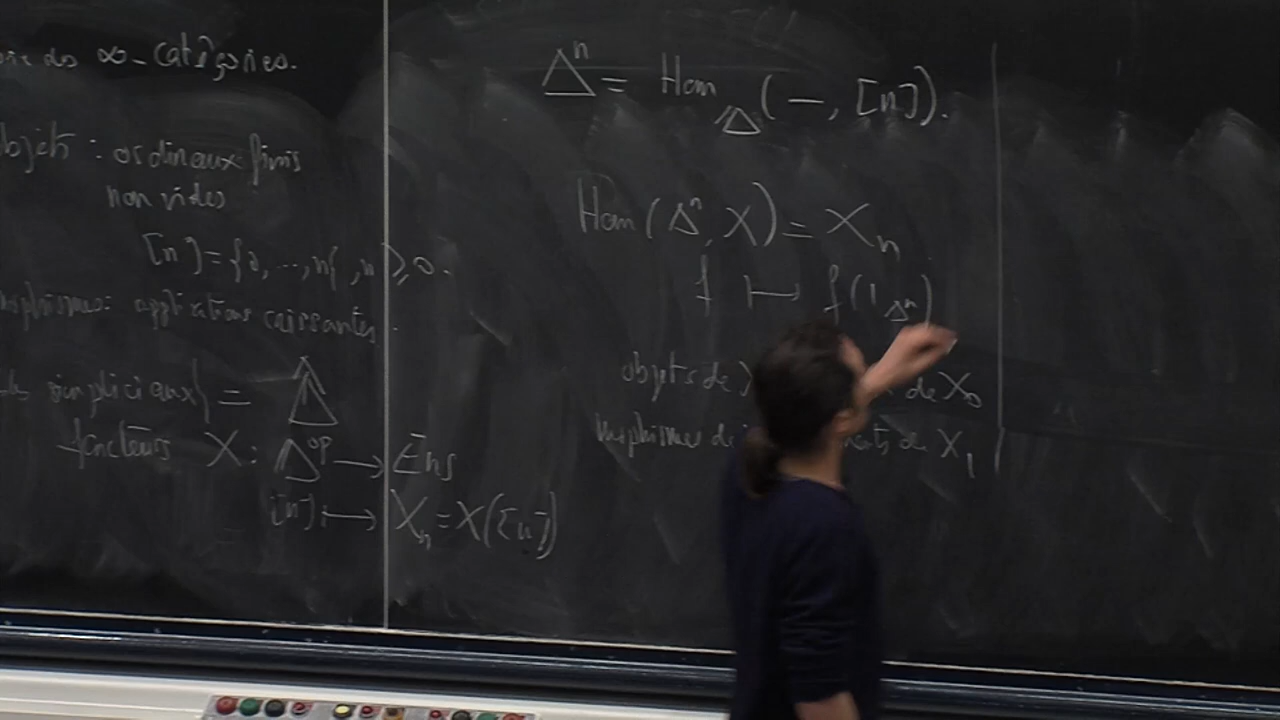 des ∞-catégories.
objets : ordinaux finis
non vides
[n] = {0, ..., n}, n ≥ 0.
morphismes : applications croissantes.
simpliciaux} = Δ̂
foncteurs X : Δ^op → Ens
[n] ↦ X_n = X([n])
Δ^n = Hom_Δ(–, [n]).
Hom(Δ^n, X) = X_n
f ↦ f(1_Δ^n)
objets de X de X_0
morphismes de X_1